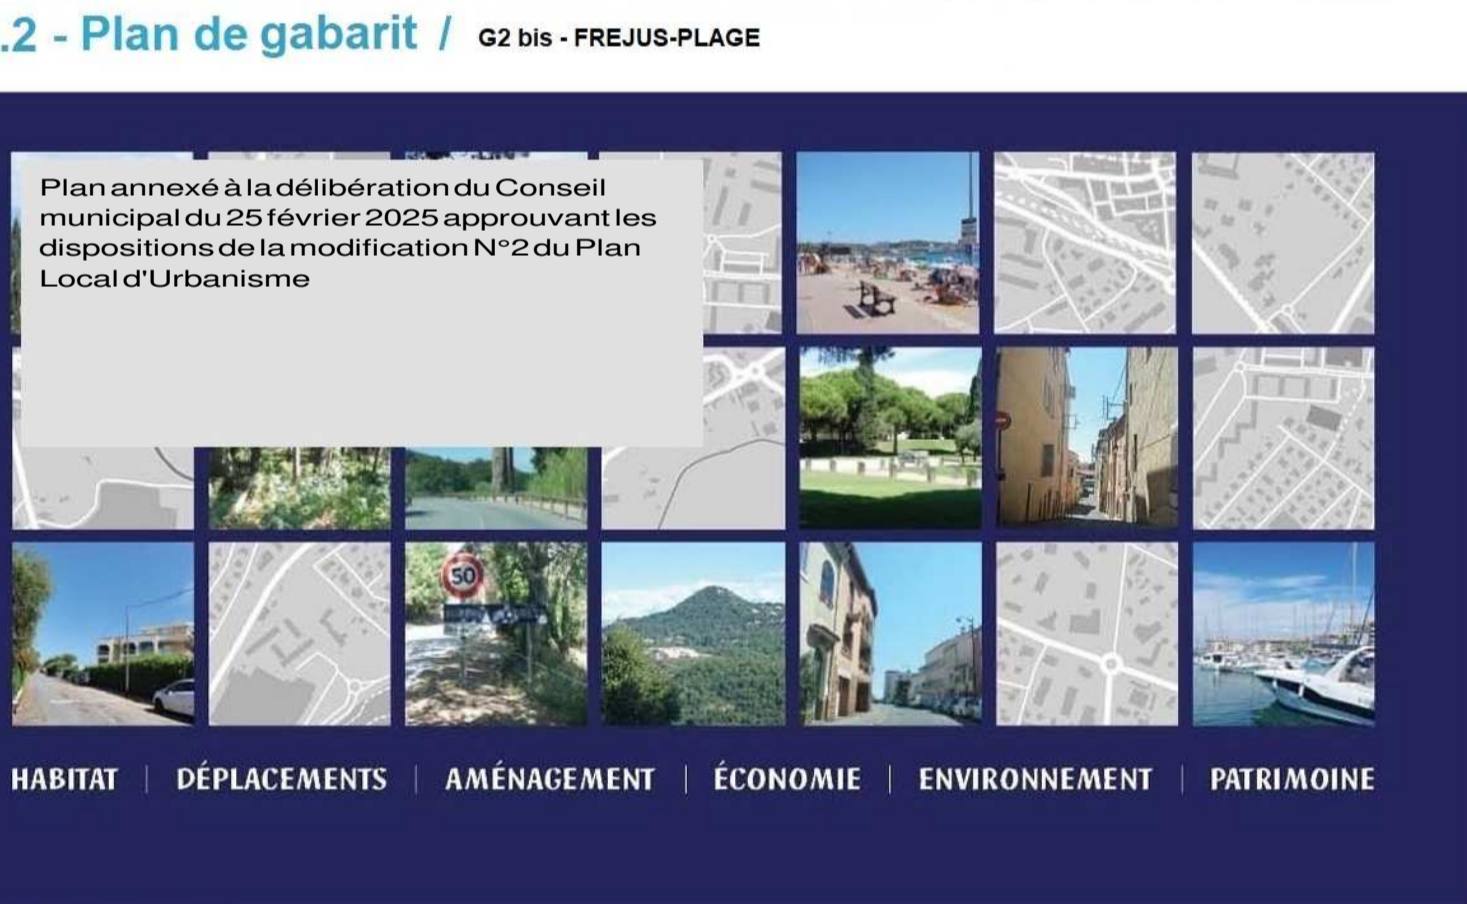 .2 - Plan de gabarit / G2 bis - FREJUS-PLAGE
Plan annexé à la délibération du Conseil
municipal du 25 février 2025 approuvant les
dispositions de la modification N°2 du Plan
Local d'Urbanisme
50
HABITAT | DÉPLACEMENTS | AMÉNAGEMENT | ÉCONOMIE | ENVIRONNEMENT | PATRIMOINE